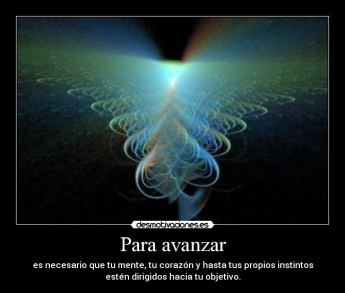 desmotivaciones.es
Para avanzar
es necesario que tu mente, tu corazón y hasta tus propios instintos
estén dirigidos hacia tu objetivo.